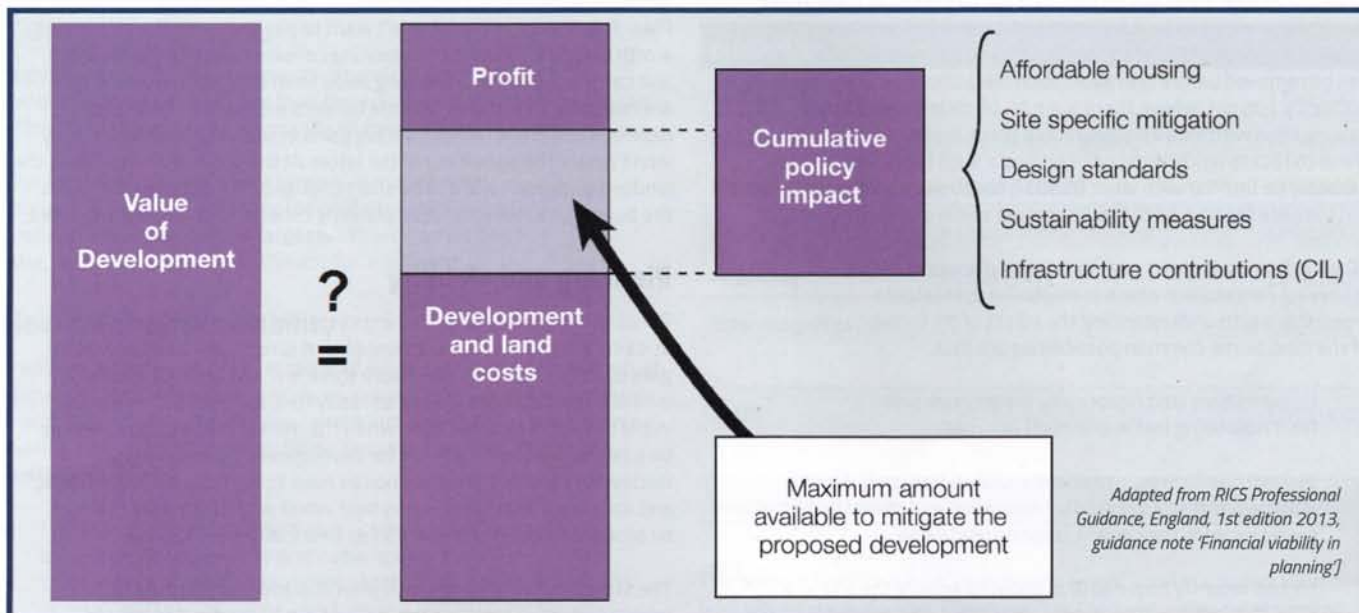 Value
of
Development
?
=
Profit
Development
and land
costs
Cumulative
policy
impact
Affordable housing
Site specific mitigation
Design standards
Sustainability measures
Infrastructure contributions (CIL)
Maximum amount
available to mitigate the
proposed development
Adapted from RICS Professional
Guidance, England, 1st edition 2013,
guidance note 'Financial viability in
planning']